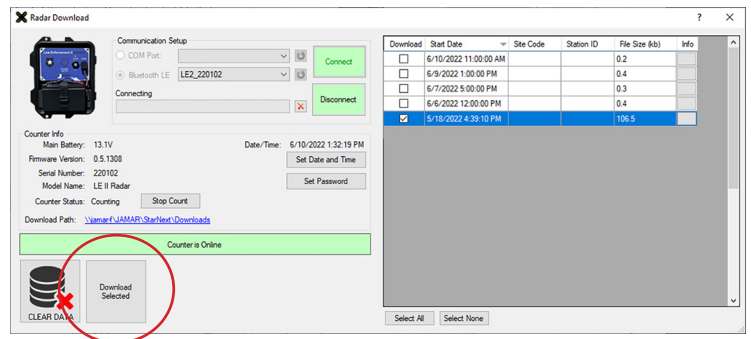 Radar Download
Communication Setup
COM Port:
Bluetooth LE LE2_220102
Connect
Connecting
Disconnect
Counter Info
Main Battery: 13.1V
Date/Time: 6/10/2022 1:32:19 PM
Firmware Version: 0.5.1308
Set Date and Time
Serial Number: 220102
Model Name: LE II Radar
Set Password
Counter Status: Counting
Stop Count
Download Path: \\jamar-f\JAMAR\StarNext\Downloads
Counter is Online
CLEAR DATA
Download
Selected
Download Start Date Site Code Station ID File Size (kb) Info
6/10/2022 11:00:00 AM 0.2
6/9/2022 1:00:00 PM 0.4
6/7/2022 5:00:00 PM 0.3
6/6/2022 12:00:00 PM 0.4
5/18/2022 4:39:10 PM 106.5
Select All Select None